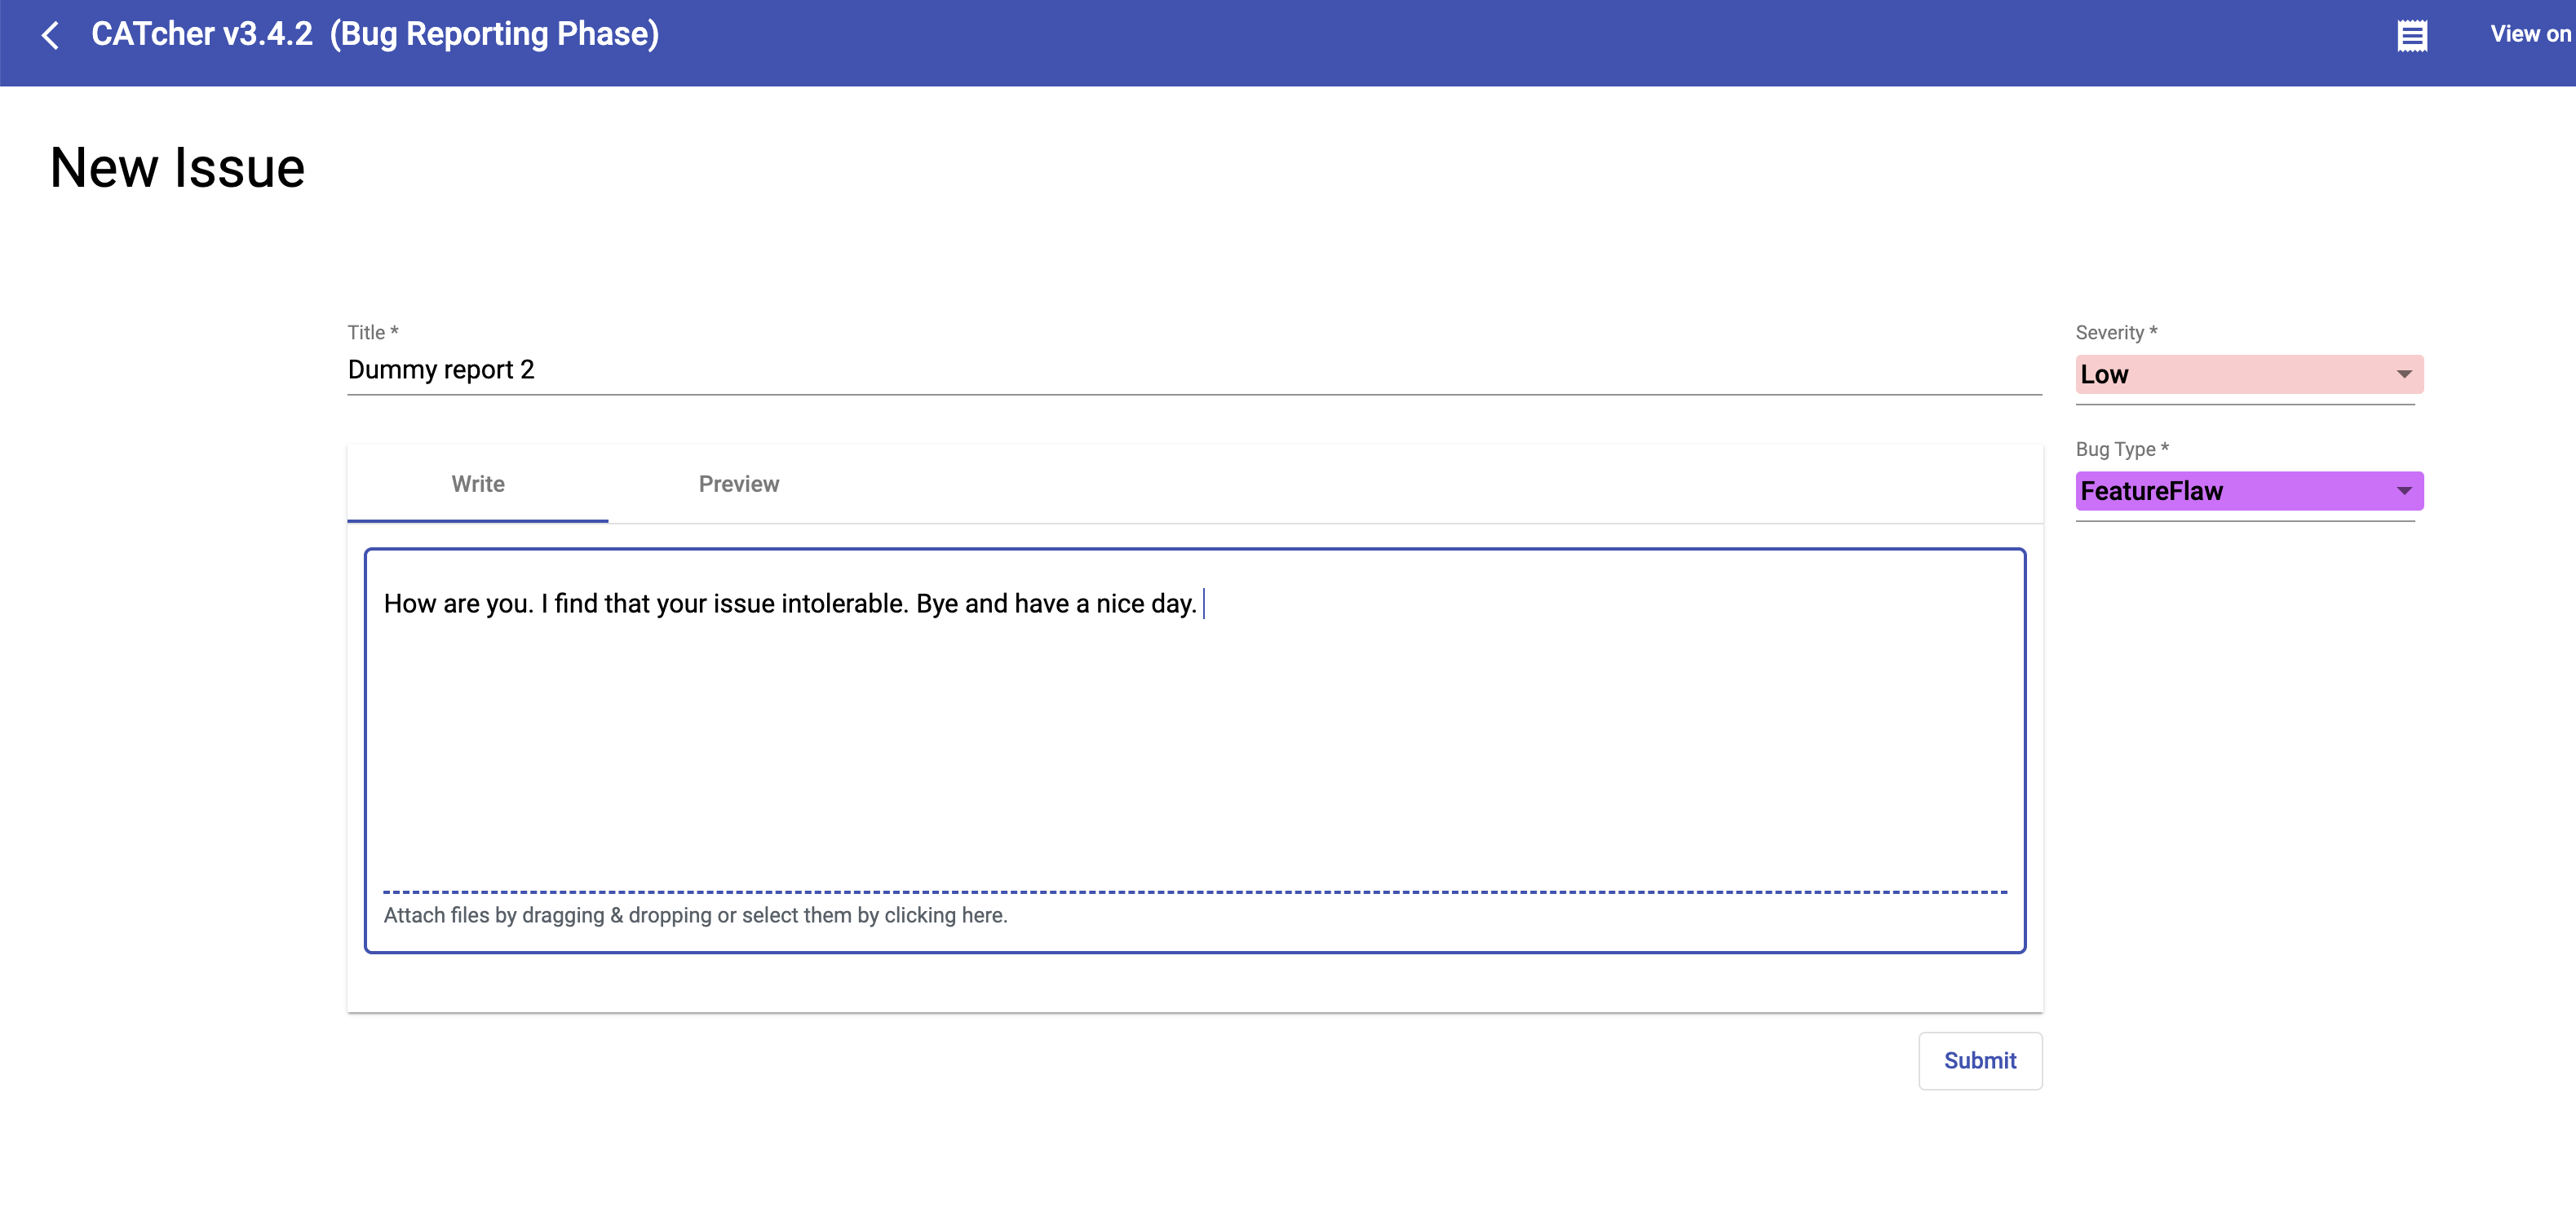 CATcher v3.4.2 (Bug Reporting Phase)
View on
New Issue
Title *
Dummy report 2
Severity *
Low
Bug Type *
FeatureFlaw
Write
Preview
How are you. I find that your issue intolerable. Bye and have a nice day.
Attach files by dragging & dropping or select them by clicking here.
Submit